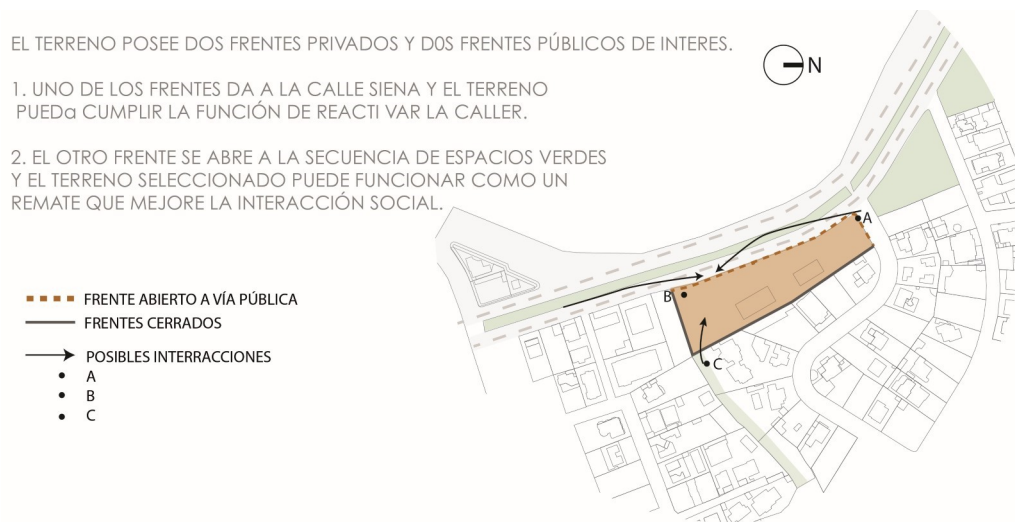 EL TERRENO POSEE DOS FRENTES PRIVADOS Y D0S FRENTES PÚBLICOS DE INTERES.
N
1. UNO DE LOS FRENTES DA A LA CALLE SIENA Y EL TERRENO
PUEDa CUMPLIR LA FUNCIÓN DE REACTI VAR LA CALLER.
2. EL OTRO FRENTE SE ABRE A LA SECUENCIA DE ESPACIOS VERDES
Y EL TERRENO SELECCIONADO PUEDE FUNCIONAR COMO UN
REMATE QUE MEJORE LA INTERACCIÓN SOCIAL.
A
B
C
FRENTE ABIERTO A VÍA PÚBLICA
FRENTES CERRADOS
POSIBLES INTERRACCIONES
A
B
C